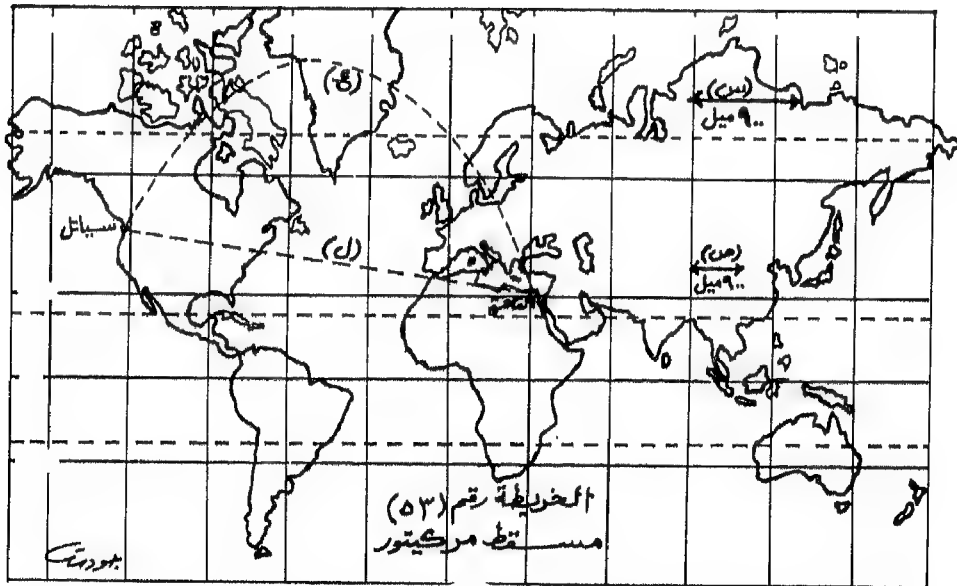 (ع)
(س)
٩٠٠ ميل
سياتل
(ل)
(ص)
٩٠٠ ميل
القاهرة
الخريطة رقم (٥٣)
مسقط مركيتور